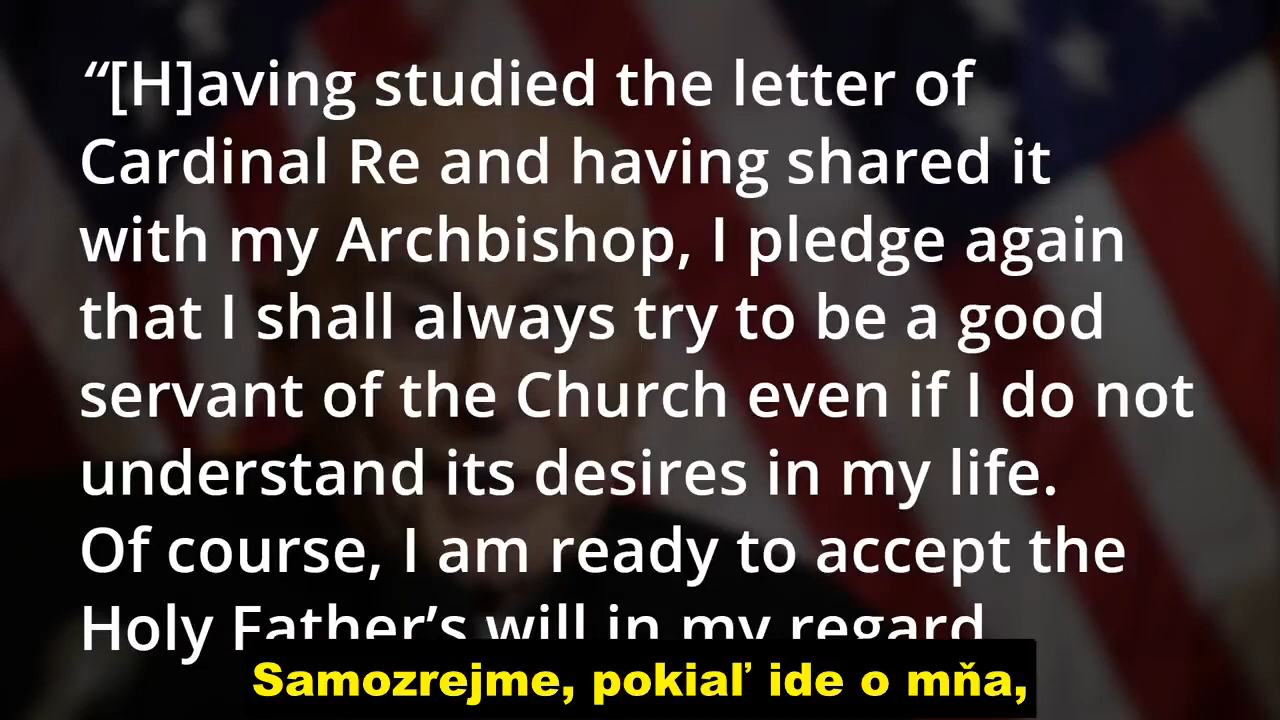 “[H]aving studied the letter of
Cardinal Re and having shared it
with my Archbishop, I pledge again
that I shall always try to be a good
servant of the Church even if I do not
understand its desires in my life.
Of course, I am ready to accept the
Holy Father’s will in my regard
Samozrejme, pokiaľ ide o mňa,